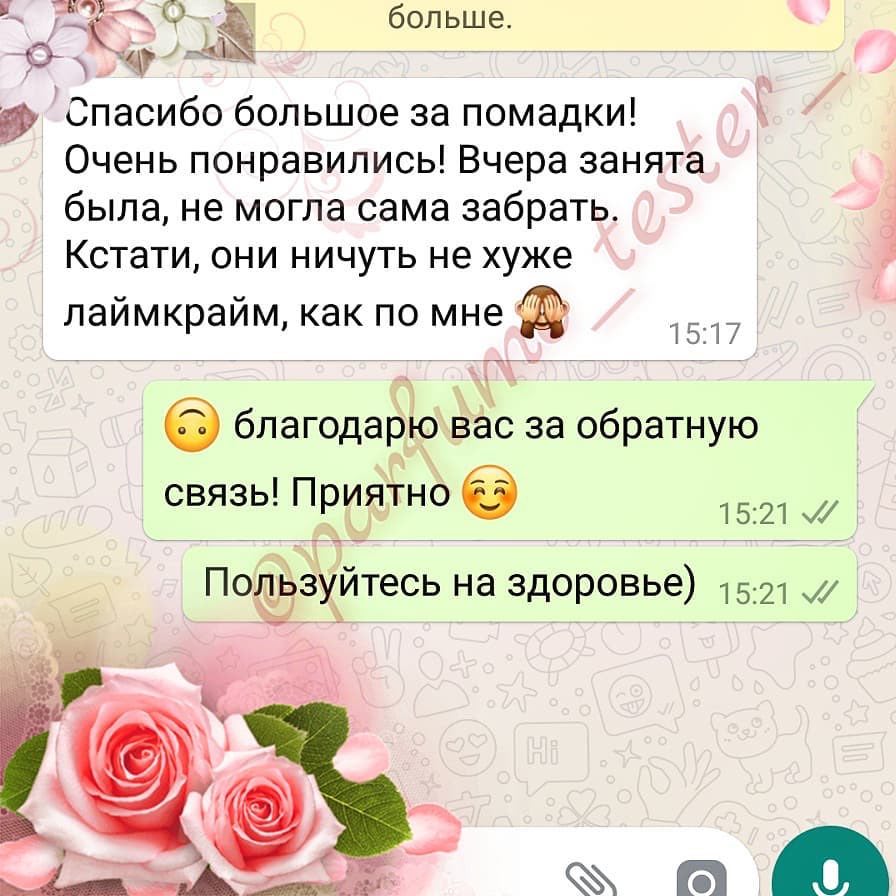 больше.
Спасибо большое за помадки!
Очень понравились! Вчера занята
была, не могла сама забрать.
Кстати, они ничуть не хуже
лаймкрайм, как по мне 🙈
15:17
🙃 благодарю вас за обратную
связь! Приятно ☺️
15:21
Пользуйтесь на здоровье)
15:21
@parfum_tester_
Hi